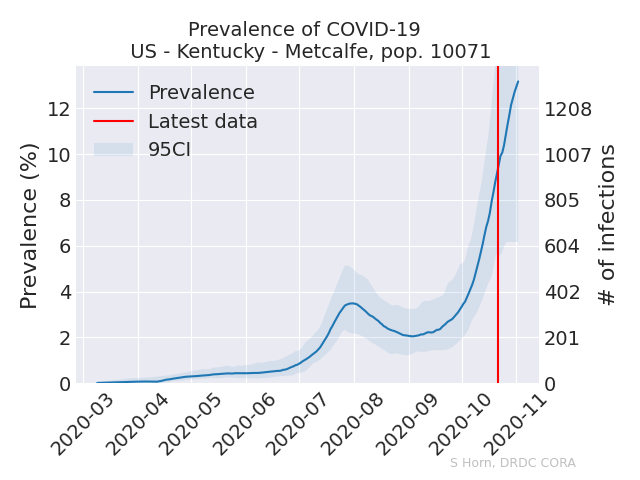 Prevalence of COVID-19
US - Kentucky - Metcalfe, pop. 10071
Prevalence
Latest data
95CI
Prevalence (%)
12
10
8
6
4
2
0
1208
1007
805
604
402
201
0
# of infections
2020-03
2020-04
2020-05
2020-06
2020-07
2020-08
2020-09
2020-10
2020-11
S Horn, DRDC CORA